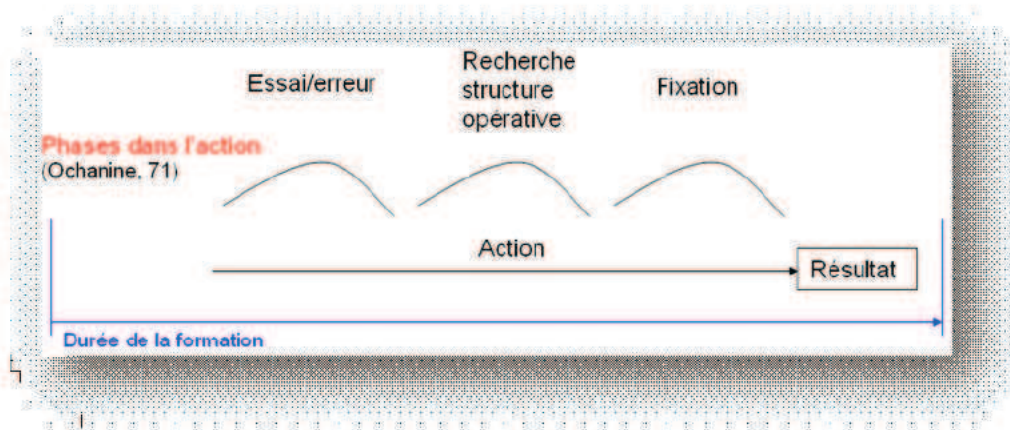 Essai/erreur
Recherche
structure
opérative
Fixation
Phases dans l'action
(Ochanine, 71)
Action
Résultat
Durée de la formation